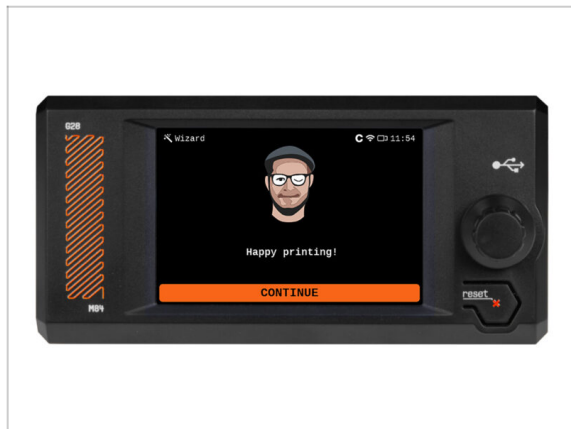 G28
Wizard
C 11:54
Happy printing!
CONTINUE
reset
M84